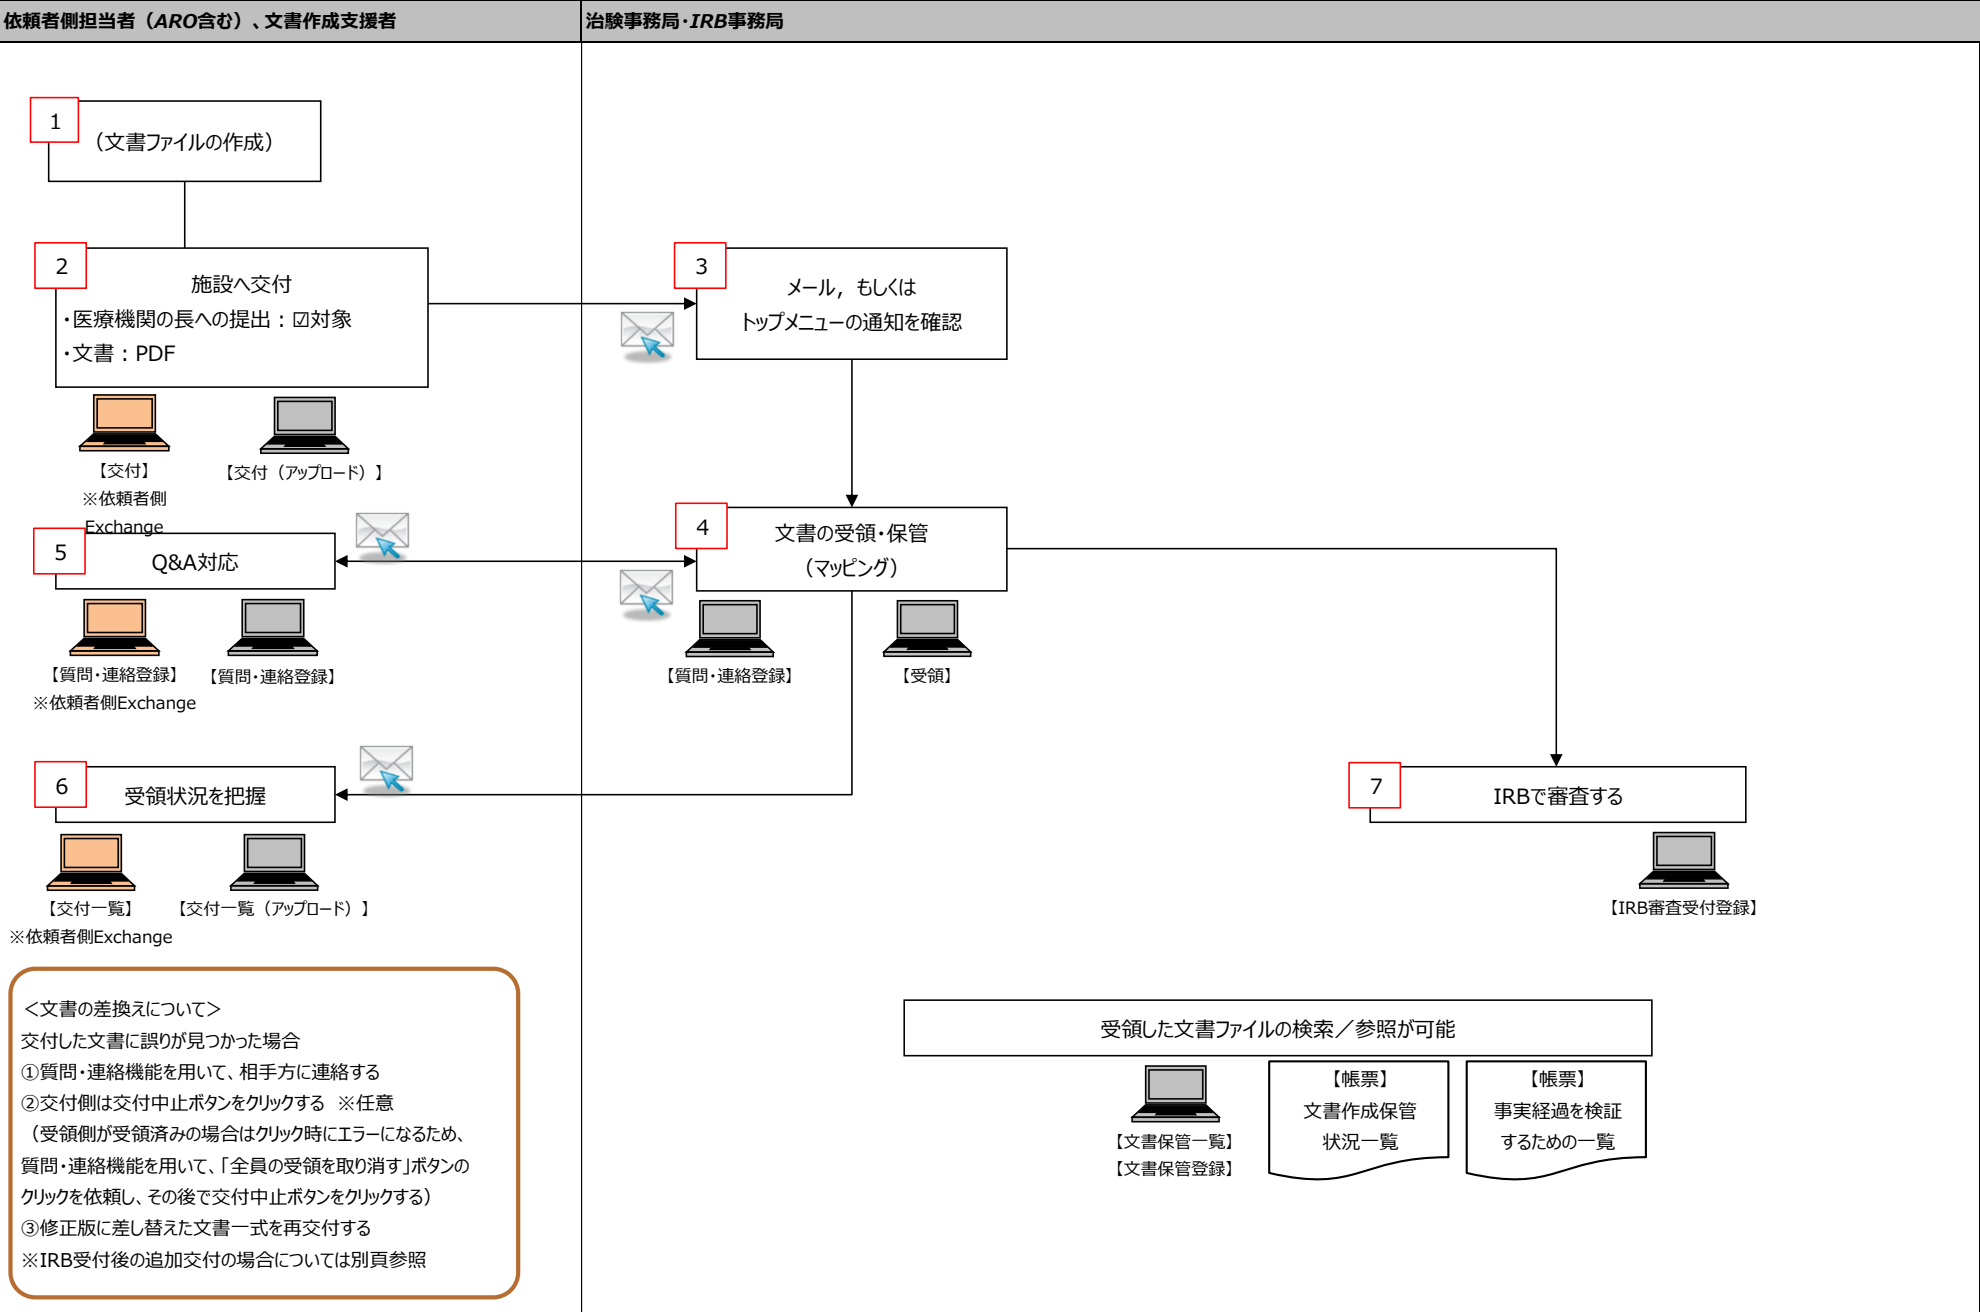 依頼者側担当者（ARO含む）、文書作成支援者
治験事務局・IRB事務局
1
（文書ファイルの作成）
2
施設へ交付
・医療機関の長への提出：☑対象
・文書：PDF
【交付】
※依頼者側
Exchange
【交付（アップロード）】
3
メール，もしくは
トップメニューの通知を確認
4
文書の受領・保管
（マッピング）
【質問・連絡登録】
【受領】
5
Q&A対応
【質問・連絡登録】
※依頼者側Exchange
【質問・連絡登録】
6
受領状況を把握
【交付一覧】
※依頼者側Exchange
【交付一覧（アップロード）】
7
IRBで審査する
【IRB審査受付登録】
＜文書の差換えについて＞
交付した文書に誤りが見つかった場合
①質問・連絡機能を用いて、相手方に連絡する
②交付側は交付中止ボタンをクリックする　※任意
（受領側が受領済みの場合はクリック時にエラーになるため、
質問・連絡機能を用いて、「全員の受領を取り消す」ボタンの
クリックを依頼し、その後で交付中止ボタンをクリックする）
③修正版に差し替えた文書一式を再交付する
※IRB受付後の追加交付の場合については別頁参照
受領した文書ファイルの検索／参照が可能
【文書保管一覧】
【文書保管登録】
【帳票】
文書作成保管
状況一覧
【帳票】
事実経過を検証
するための一覧